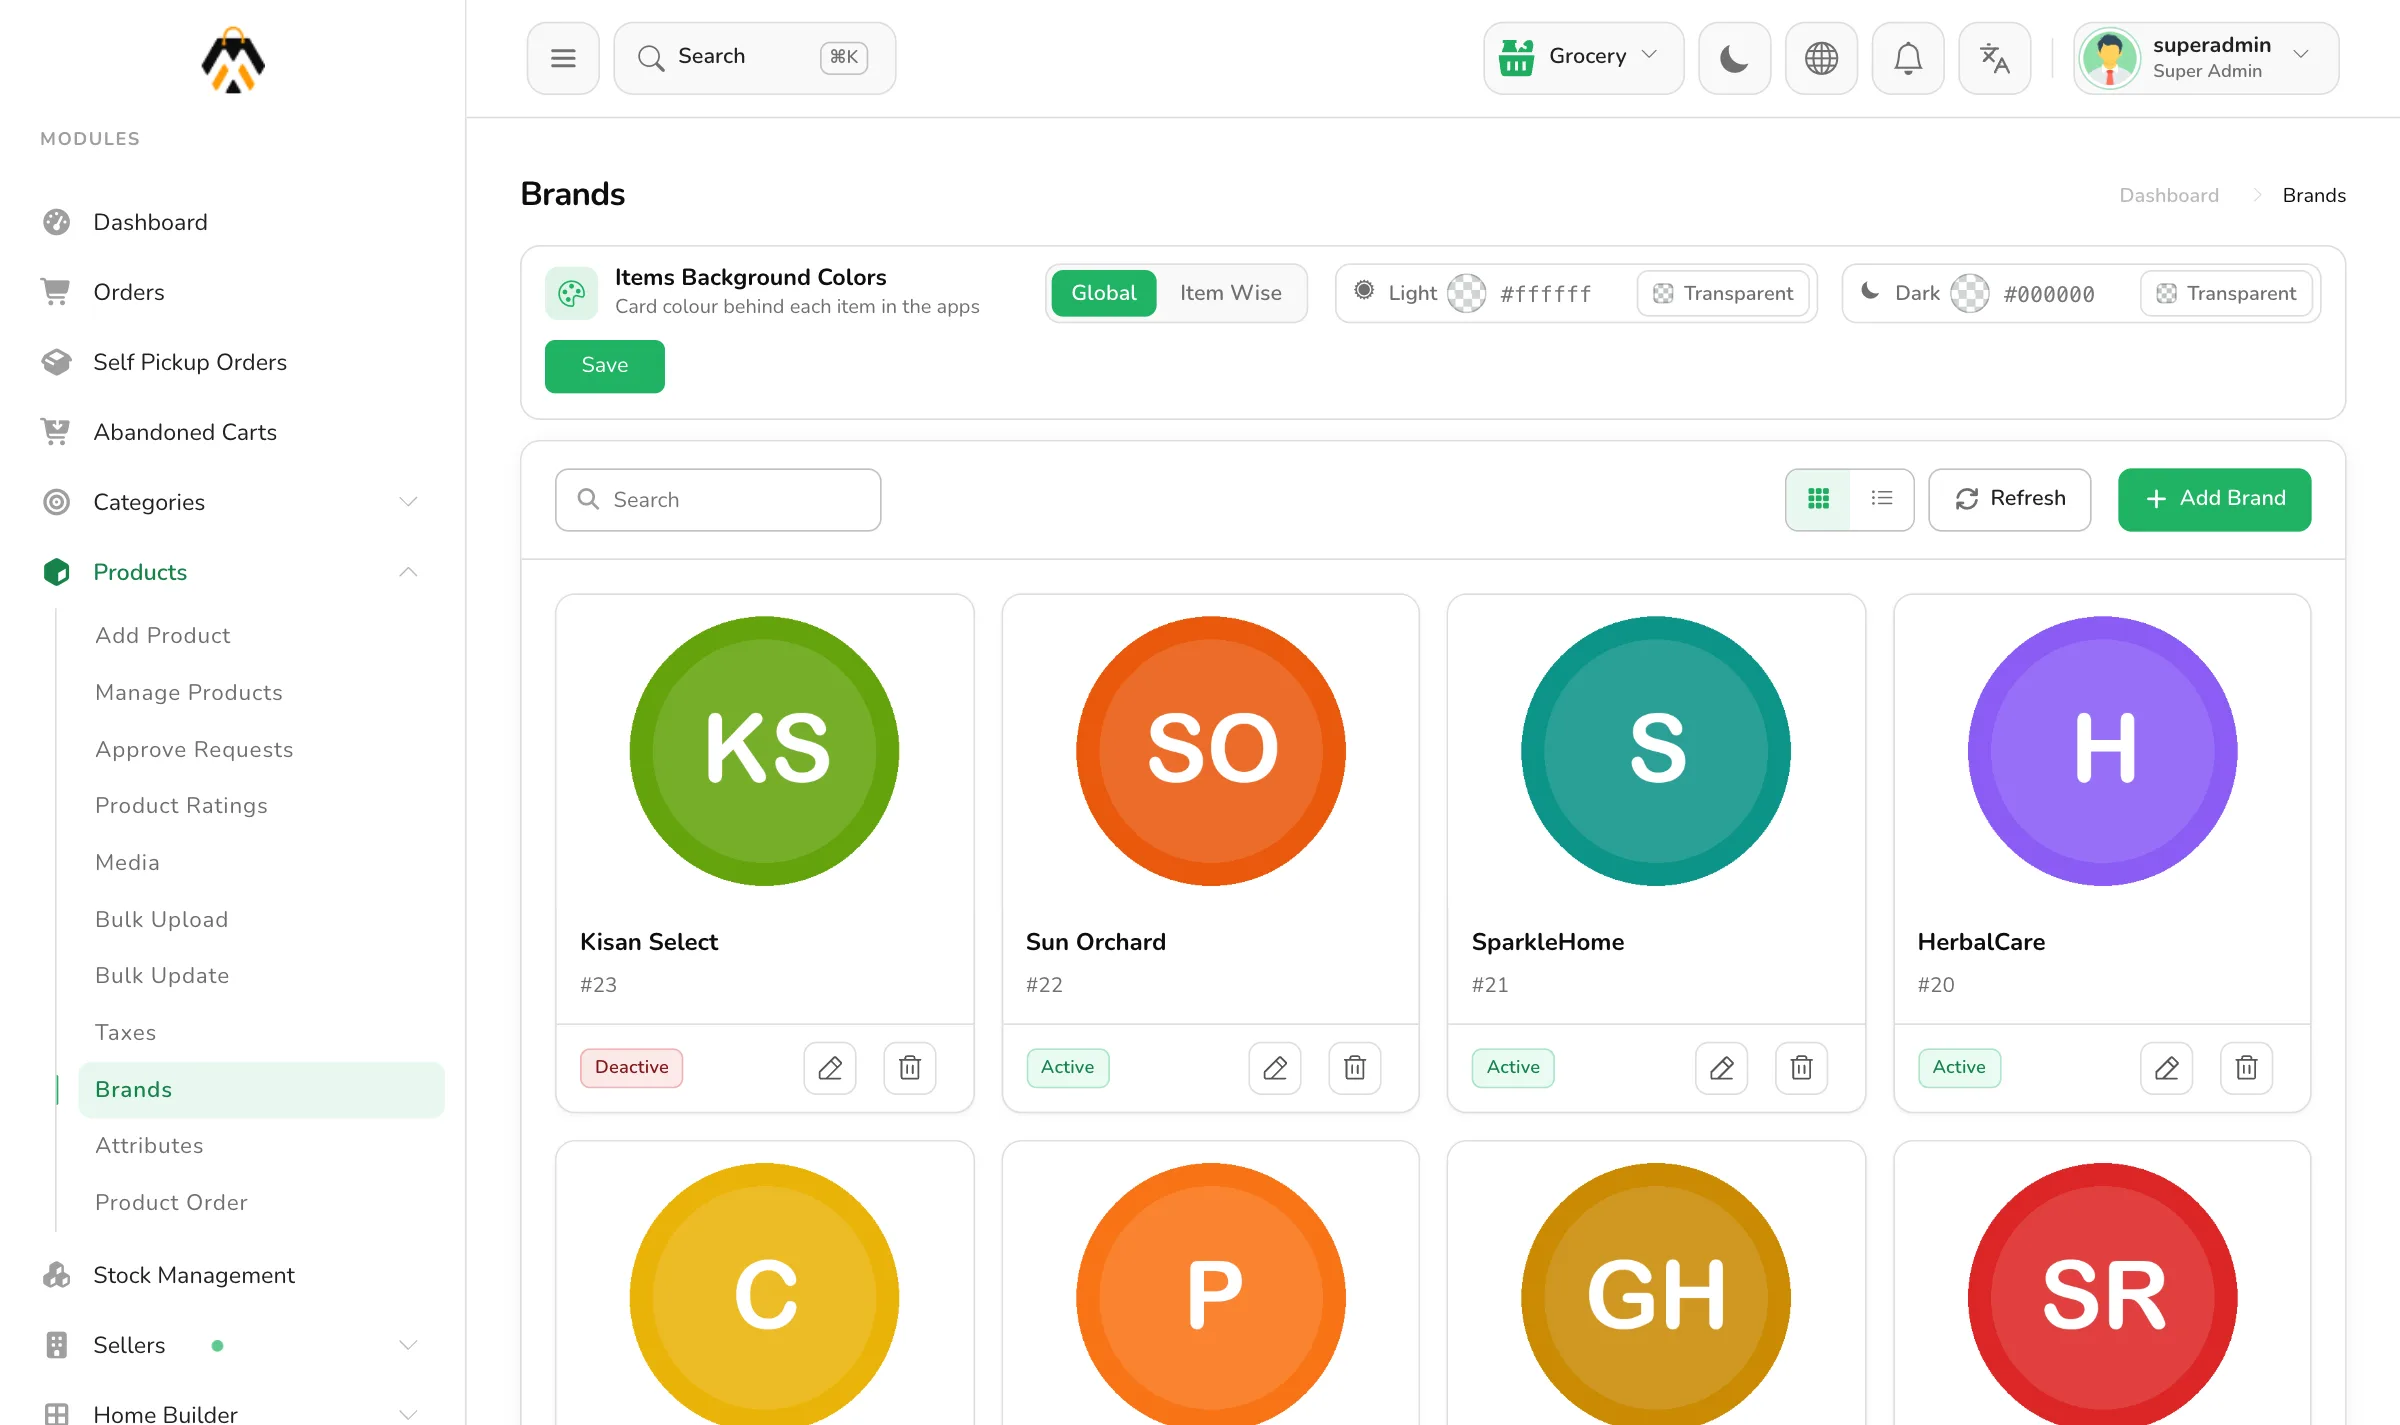 MODULES
Dashboard
Orders
Self Pickup Orders
Abandoned Carts
Categories
Products
Add Product
Manage Products
Approve Requests
Product Ratings
Media
Bulk Upload
Bulk Update
Taxes
Brands
Attributes
Product Order
Stock Management
Sellers
Home Builder
Search ⌘K
Grocery
superadmin
Super Admin
Brands
Dashboard Brands
Items Background Colors
Card colour behind each item in the apps
Global Item Wise
Light #ffffff Transparent
Dark #000000 Transparent
Save
Search
Refresh
Add Brand
KS
Kisan Select
#23
Deactive
SO
Sun Orchard
#22
Active
S
SparkleHome
#21
Active
H
HerbalCare
#20
Active
C
P
GH
SR